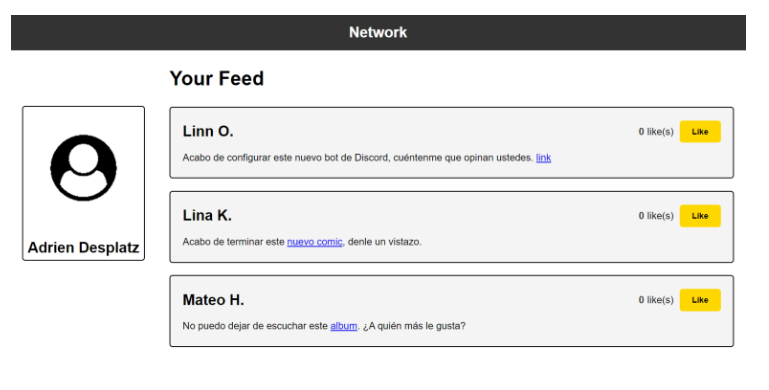 Network
Your Feed
Adrien Desplatz
Linn O.
0 like(s) Like
Acabo de configurar este nuevo bot de Discord, cuéntenme que opinan ustedes. link
Lina K.
0 like(s) Like
Acabo de terminar este nuevo comic, denle un vistazo.
Mateo H.
0 like(s) Like
No puedo dejar de escuchar este album. ¿A quién más le gusta?